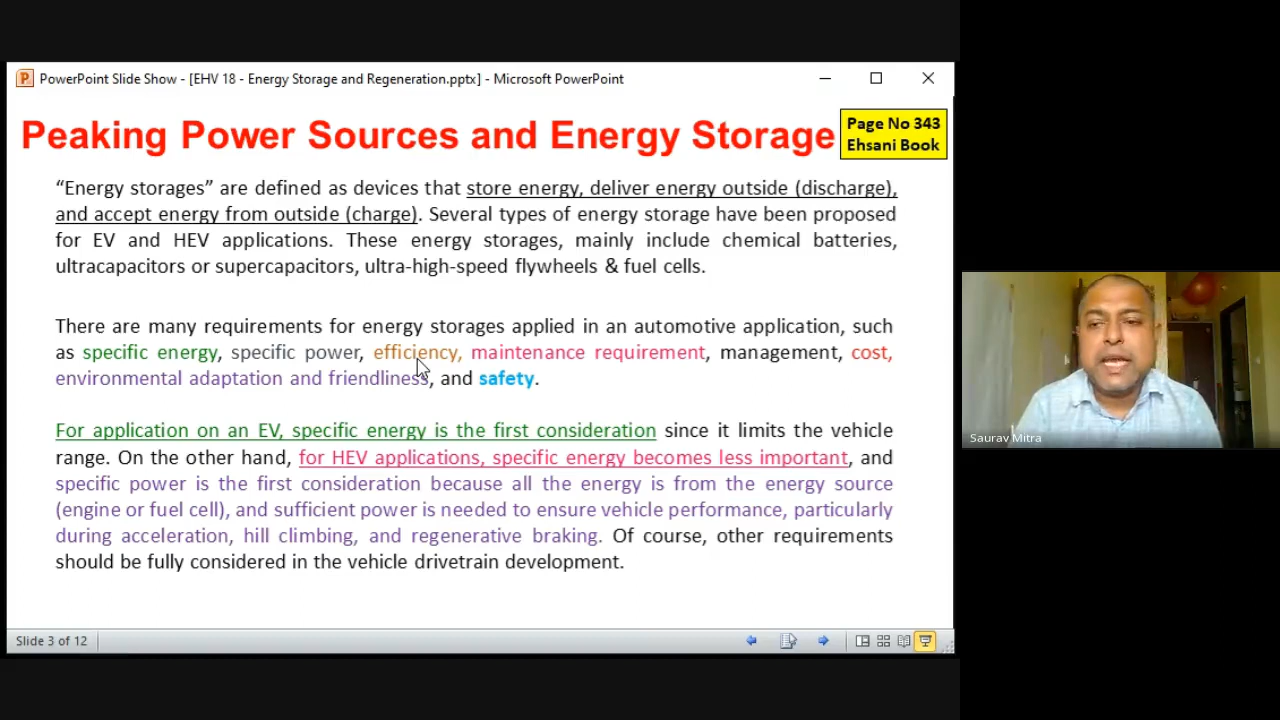 PowerPoint Slide Show - [EHV 18 - Energy Storage and Regeneration.pptx] - Microsoft PowerPoint
Peaking Power Sources and Energy Storage
Page No 343
Ehsani Book
“Energy storages” are defined as devices that store energy, deliver energy outside (discharge),
and accept energy from outside (charge). Several types of energy storage have been proposed
for EV and HEV applications. These energy storages, mainly include chemical batteries,
ultracapacitors or supercapacitors, ultra-high-speed flywheels & fuel cells.
There are many requirements for energy storages applied in an automotive application, such
as specific energy, specific power, efficiency, maintenance requirement, management, cost,
environmental adaptation and friendliness, and safety.
For application on an EV, specific energy is the first consideration since it limits the vehicle
range. On the other hand, for HEV applications, specific energy becomes less important, and
specific power is the first consideration because all the energy is from the energy source
(engine or fuel cell), and sufficient power is needed to ensure vehicle performance, particularly
during acceleration, hill climbing, and regenerative braking. Of course, other requirements
should be fully considered in the vehicle drivetrain development.
Saurav Mitra
Slide 3 of 12